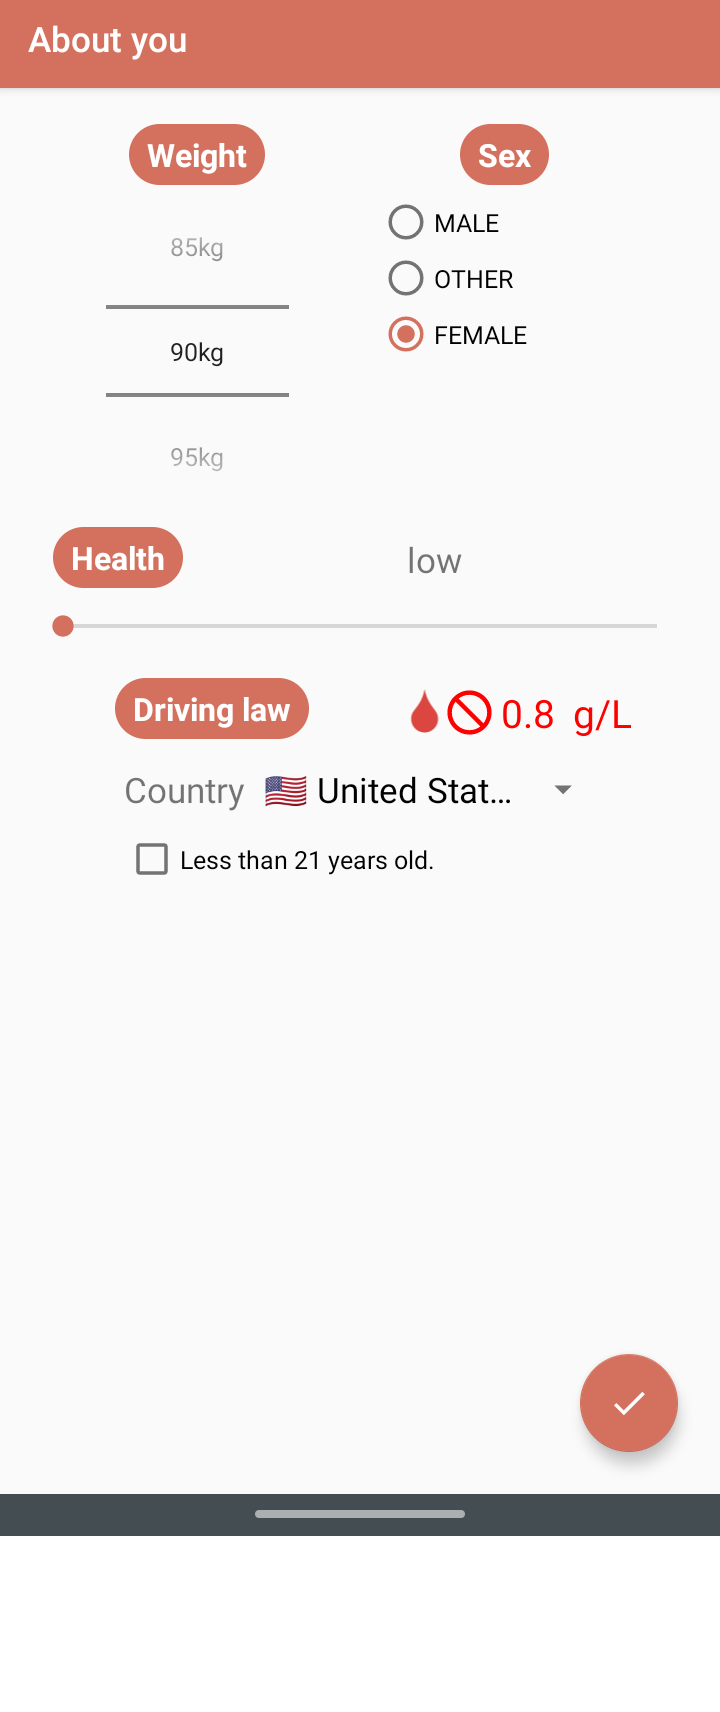 About you
Weight
Sex
85kg
90kg
95kg
MALE
OTHER
FEMALE
Health
low
Driving law
0.8 g/L
Country
United Stat...
Less than 21 years old.